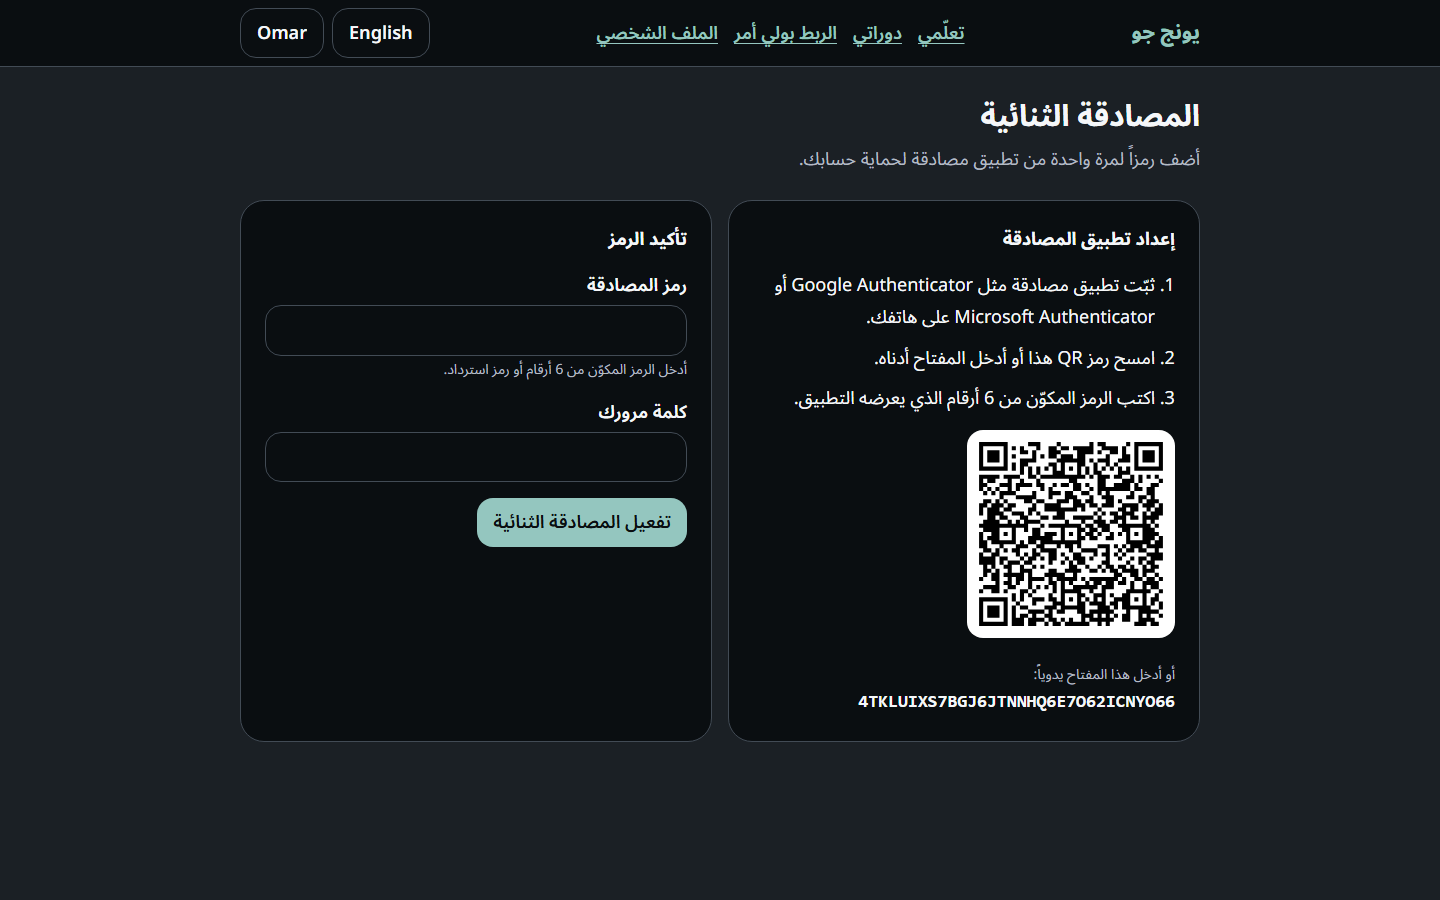 يونج جو
تعلّمي
دوراتي
الربط بولي أمر
الملف الشخصي
English
Omar
المصادقة الثنائية
أضف رمزاً لمرة واحدة من تطبيق مصادقة لحماية حسابك.
إعداد تطبيق المصادقة
1. ثبّت تطبيق مصادقة مثل Google Authenticator أو
Microsoft Authenticator على هاتفك.
2. امسح رمز QR هذا أو أدخل المفتاح أدناه.
3. اكتب الرمز المكوّن من 6 أرقام الذي يعرضه التطبيق.
أو أدخل هذا المفتاح يدوياً:
4TKLUIXS7BGJ6JTNNHQ6E7O62ICNYO66
تأكيد الرمز
رمز المصادقة
أدخل الرمز المكوّن من 6 أرقام أو رمز استرداد.
كلمة مرورك
تفعيل المصادقة الثنائية